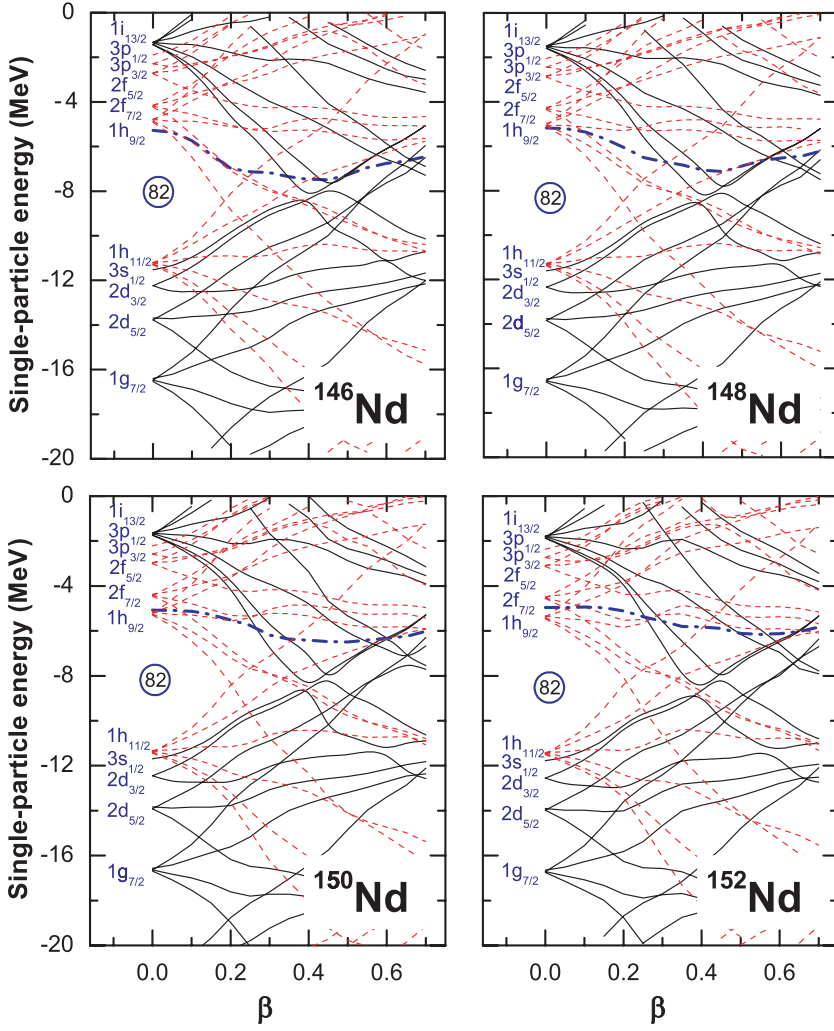 Single-particle energy (MeV)
0
-4
-8
-12
-16
-20
1i13/2
3p1/2
3p3/2
2f5/2
2f7/2
1h9/2
82
1h11/2
3s1/2
2d3/2
2d5/2
1g7/2
146Nd
1i13/2
3p1/2
3p3/2
2f5/2
2f7/2
1h9/2
82
1h11/2
3s1/2
2d3/2
2d5/2
1g7/2
148Nd
Single-particle energy (MeV)
0
-4
-8
-12
-16
-20
1i13/2
3p1/2
3p3/2
2f5/2
2f7/2
1h9/2
82
1h11/2
3s1/2
2d3/2
2d5/2
1g7/2
150Nd
0.0 0.2 0.4 0.6
β
1i13/2
3p1/2
3p3/2
2f5/2
2f7/2
1h9/2
82
1h11/2
3s1/2
2d3/2
2d5/2
1g7/2
152Nd
0.0 0.2 0.4 0.6
β